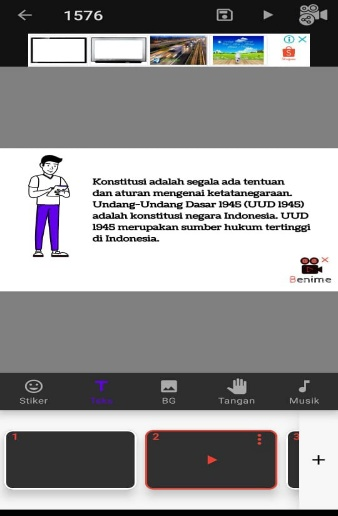 1576
Konstitusi adalah segala ada tentuan
dan aturan mengenai ketatanegaraan.
Undang-Undang Dasar 1945 (UUD 1945)
adalah konstitusi negara Indonesia. UUD
1945 merupakan sumber hukum tertinggi
di Indonesia.
Benime
Stiker
BG
Tangan
Musik
1
2
3